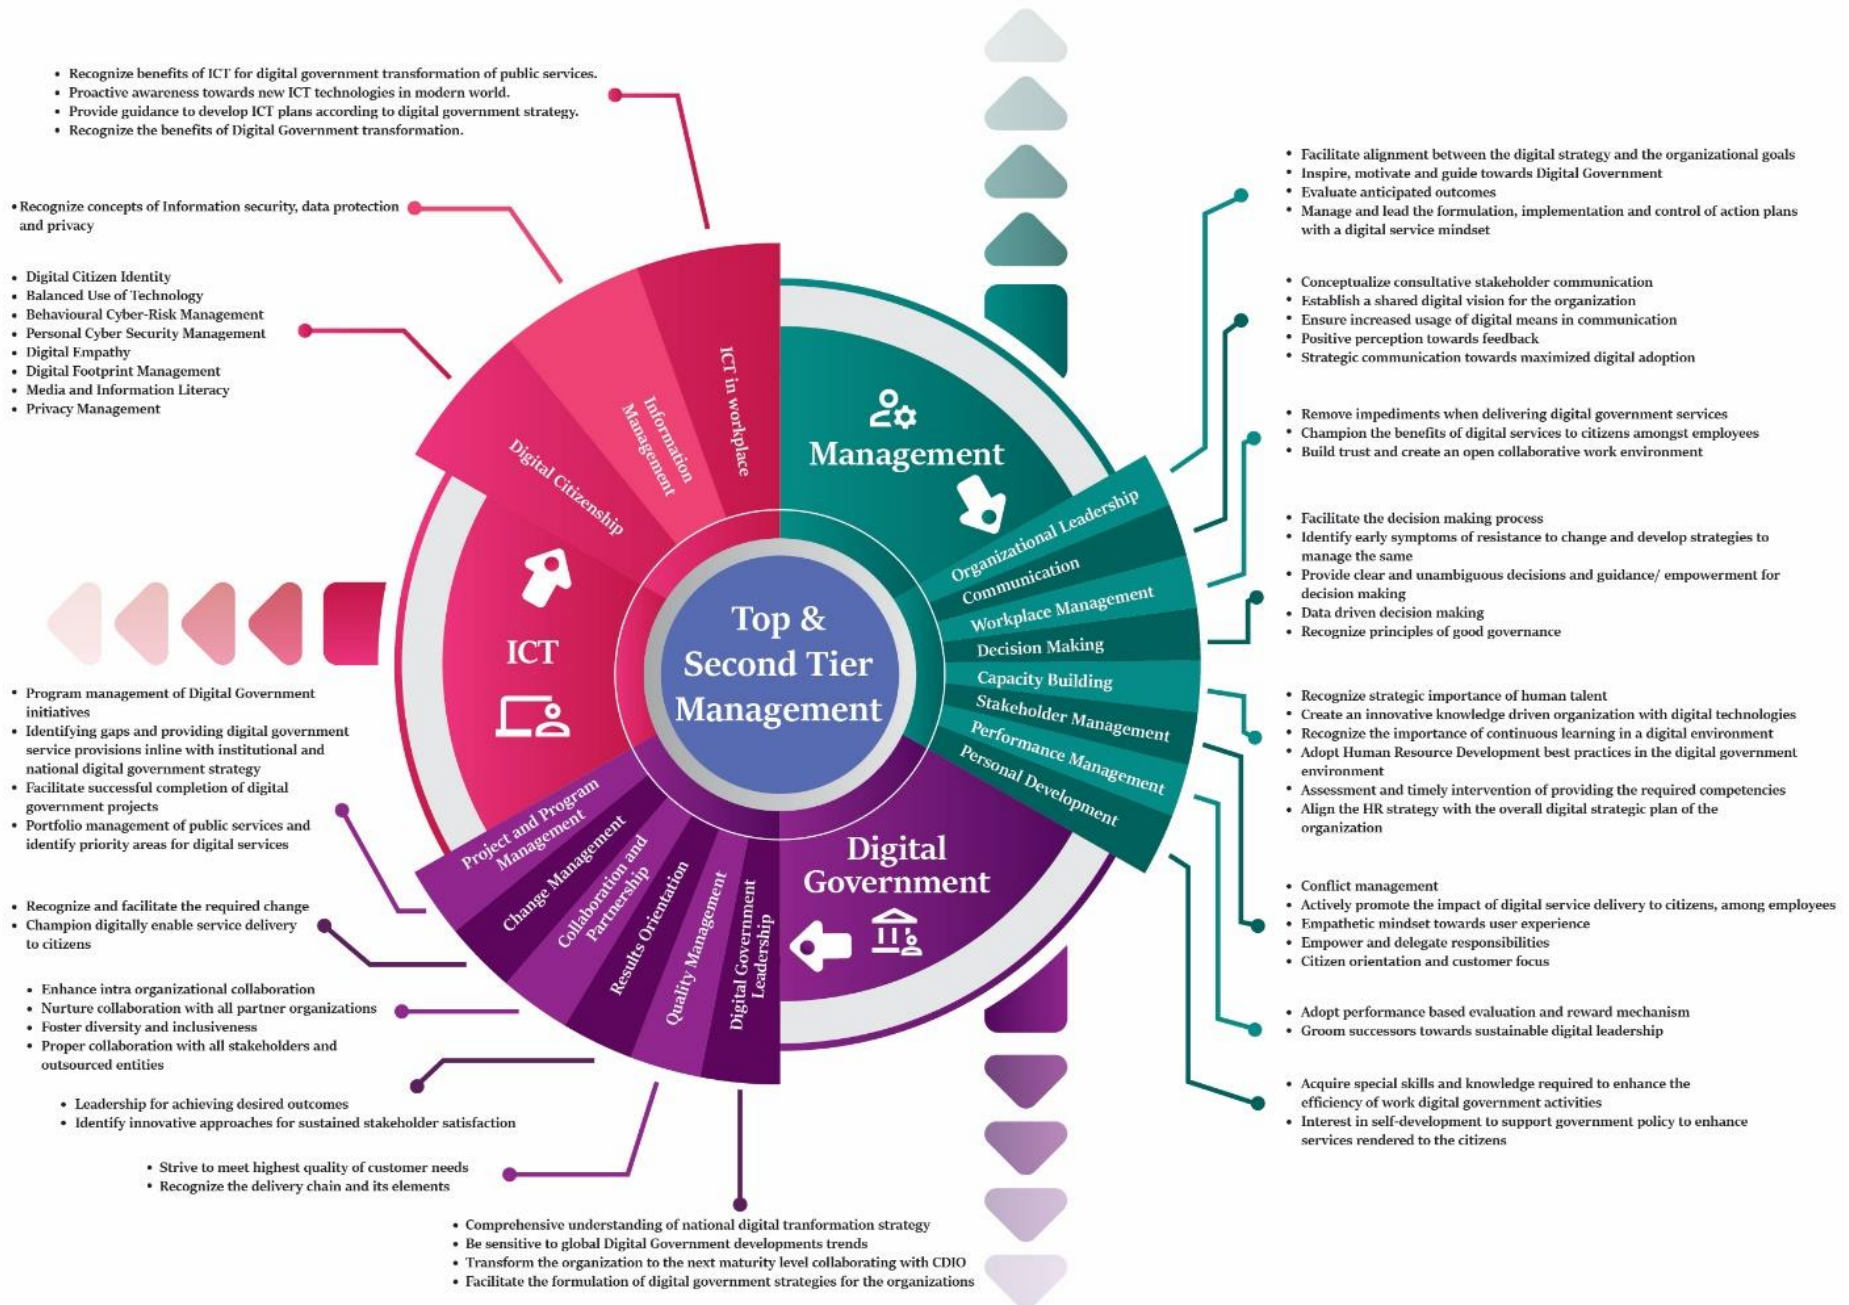 • Recognize benefits of ICT for digital government transformation of public services.
• Proactive awareness towards new ICT technologies in modern world.
• Provide guidance to develop ICT plans according to digital government strategy.
• Recognize the benefits of Digital Government transformation.
• Recognize concepts of Information security, data protection
and privacy
• Digital Citizen Identity
• Balanced Use of Technology
• Behavioural Cyber-Risk Management
• Personal Cyber Security Management
• Digital Empathy
• Digital Footprint Management
• Media and Information Literacy
• Privacy Management
• Program management of Digital Government
initiatives
• Identifying gaps and providing digital government
service provisions inline with institutional and
national digital government strategy
• Facilitate successful completion of digital
government projects
• Portfolio management of public services and
identify priority areas for digital services
• Recognize and facilitate the required change
• Champion digitally enable service delivery
to citizens
• Enhance intra organizational collaboration
• Nurture collaboration with all partner organizations
• Foster diversity and inclusiveness
• Proper collaboration with all stakeholders and
outsourced entities
• Leadership for achieving desired outcomes
• Identify innovative approaches for sustained stakeholder satisfaction
• Strive to meet highest quality of customer needs
• Recognize the delivery chain and its elements
• Comprehensive understanding of national digital tranformation strategy
• Be sensitive to global Digital Government developments trends
• Transform the organization to the next maturity level collaborating with CDIO
• Facilitate the formulation of digital government strategies for the organizations
ICT in workplace
Information
Management
Digital Citizenship
ICT
Top &
Second Tier
Management
Management
Organizational Leadership
Communication
Workplace Management
Decision Making
Capacity Building
Stakeholder Management
Performance Management
Personal Development
Digital
Government
Digital Government
Leadership
Quality Management
Results Orientation
Collaboration and
Partnership
Change Management
Project and Program
Management
• Facilitate alignment between the digital strategy and the organizational goals
• Inspire, motivate and guide towards Digital Government
• Evaluate anticipated outcomes
• Manage and lead the formulation, implementation and control of action plans
with a digital service mindset
• Conceptualize consultative stakeholder communication
• Establish a shared digital vision for the organization
• Ensure increased usage of digital means in communication
• Positive perception towards feedback
• Strategic communication towards maximized digital adoption
• Remove impediments when delivering digital government services
• Champion the benefits of digital services to citizens amongst employees
• Build trust and create an open collaborative work environment
• Facilitate the decision making process
• Identify early symptoms of resistance to change and develop strategies to
manage the same
• Provide clear and unambiguous decisions and guidance/ empowerment for
decision making
• Data driven decision making
• Recognize principles of good governance
• Recognize strategic importance of human talent
• Create an innovative knowledge driven organization with digital technologies
• Recognize the importance of continuous learning in a digital environment
• Adopt Human Resource Development best practices in the digital government
environment
• Assessment and timely intervention of providing the required competencies
• Align the HR strategy with the overall digital strategic plan of the
organization
• Conflict management
• Actively promote the impact of digital service delivery to citizens, among employees
• Empathetic mindset towards user experience
• Empower and delegate responsibilities
• Citizen orientation and customer focus
• Adopt performance based evaluation and reward mechanism
• Groom successors towards sustainable digital leadership
• Acquire special skills and knowledge required to enhance the
efficiency of work digital government activities
• Interest in self-development to support government policy to enhance
services rendered to the citizens